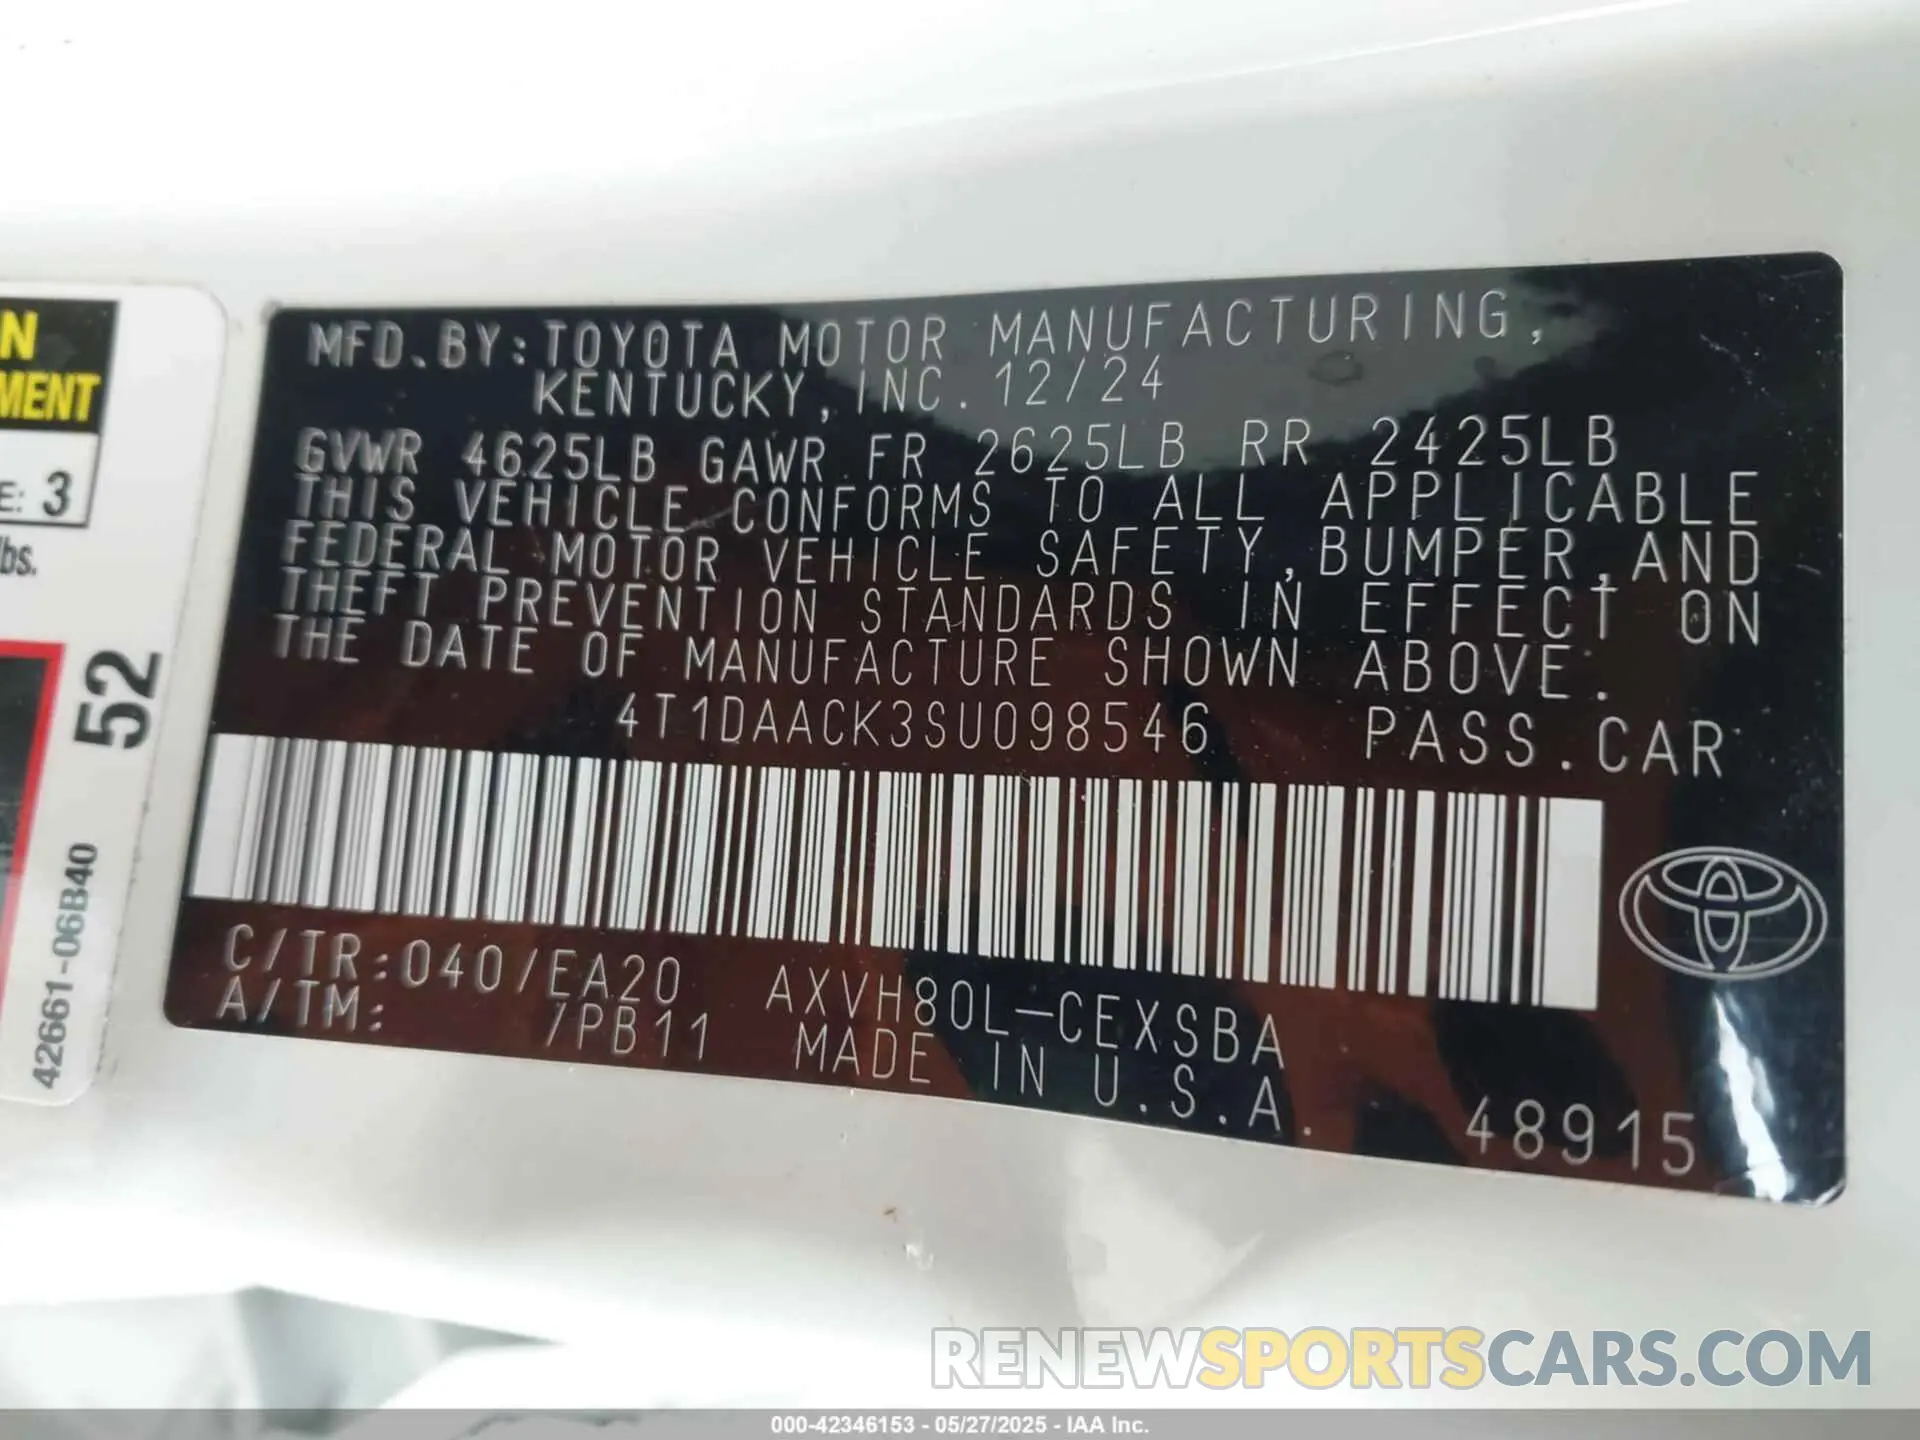 N
MENT
E: 3
lbs.
52
42661-06B40
MFD.BY:TOYOTA MOTOR MANUFACTURING,
KENTUCKY, INC. 12/24
GVWR 4625LB GAWR FR 2625LB RR 2425LB
THIS VEHICLE CONFORMS TO ALL APPLICABLE
FEDERAL MOTOR VEHICLE SAFETY, BUMPER, AND
THEFT PREVENTION STANDARDS IN EFFECT ON
THE DATE OF MANUFACTURE SHOWN ABOVE.
4T1DAACK3SU098546 PASS.CAR
C/TR:040/EA20 AXVH80L-CEXSBA
A/TM: /PB11 MADE IN U.S.A.
48915
RENEWSPORTSCARS.COM
000-42346153 - 05/27/2025 - IAA Inc.